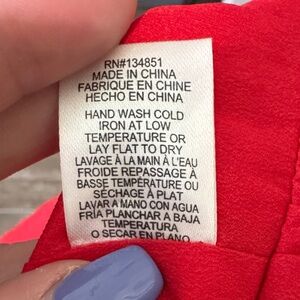 RN#134851
MADE IN CHINA
FABRIQUE EN CHINE
HECHO EN CHINA
HAND WASH COLD
IRON AT LOW
TEMPERATURE OR
LAY FLAT TO DRY
LAVAGE À LA MAIN À L'EAU
FROIDE REPASSAGE À
BASSE TEMPÉRATURE OU
SÉCHAGE À PLAT
LAVAR A MANO CON AGUA
FRÍA PLANCHAR A BAJA
TEMPERATURA
O SECAR EN PLANO